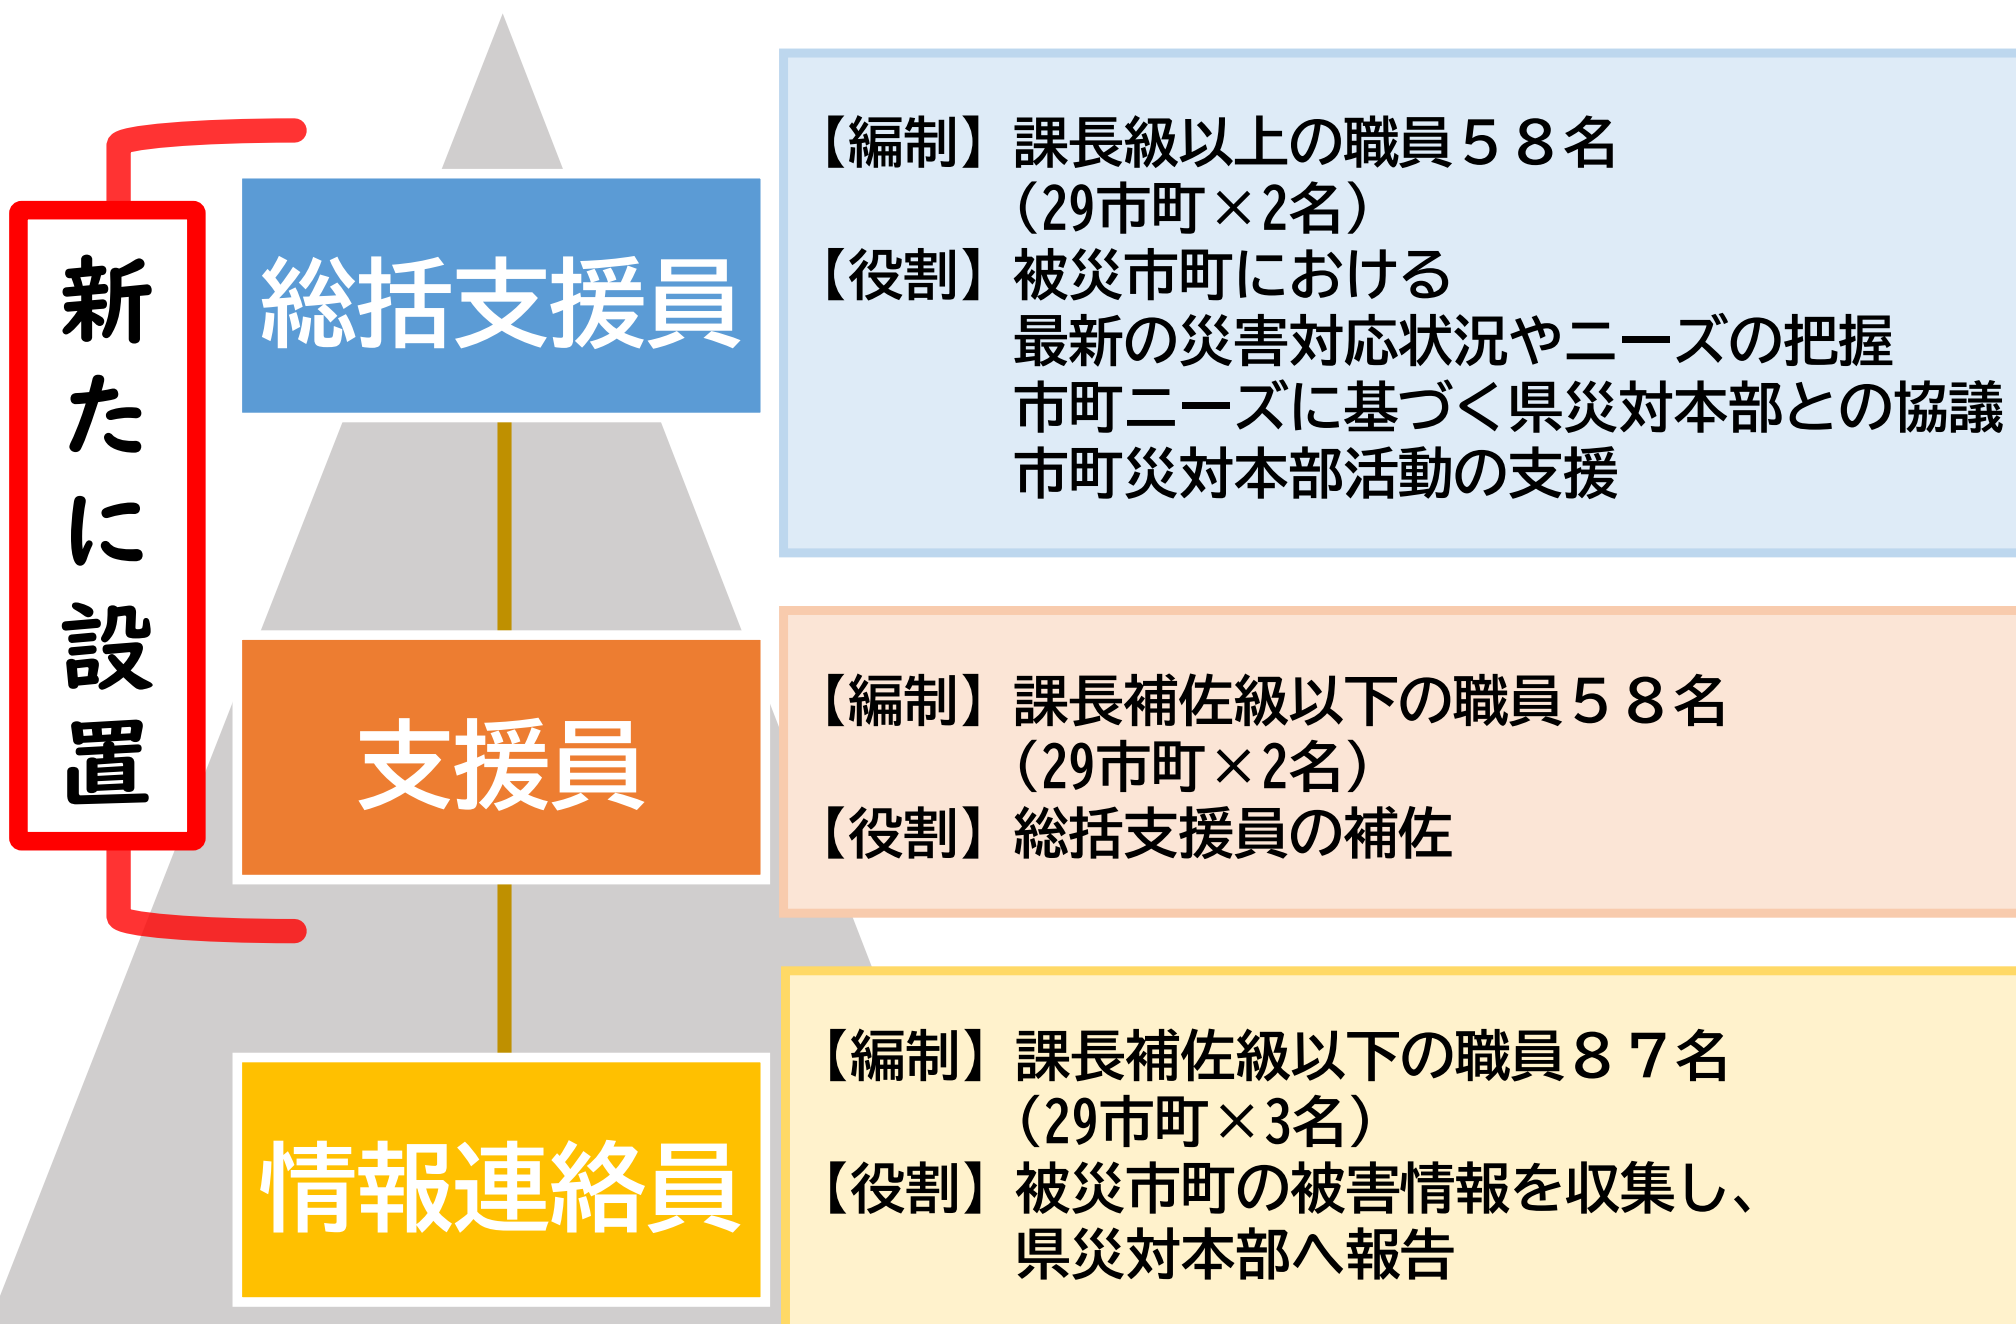 新たに設置
総括支援員
【編制】課長級以上の職員５８名
（29市町×2名）
【役割】被災市町における
最新の災害対応状況やニーズの把握
市町ニーズに基づく県災対本部との協議
市町災対本部活動の支援
支援員
【編制】課長補佐級以下の職員５８名
（29市町×2名）
【役割】総括支援員の補佐
情報連絡員
【編制】課長補佐級以下の職員８７名
（29市町×3名）
【役割】被災市町の被害情報を収集し、
県災対本部へ報告